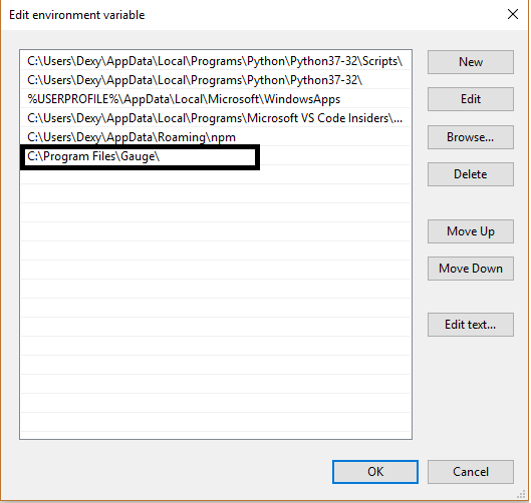 Edit environment variable
C:\Users\Dexy\AppData\Local\Programs\Python\Python37-32\Scripts\
New
C:\Users\Dexy\AppData\Local\Programs\Python\Python37-32\
%USERPROFILE%\AppData\Local\Microsoft\WindowsApps
Edit
C:\Users\Dexy\AppData\Local\Programs\Microsoft VS Code Insiders\...
C:\Users\Dexy\AppData\Roaming\npm
Browse...
C:\Program Files\Gauge\
Delete
Move Up
Move Down
Edit text...
OK
Cancel